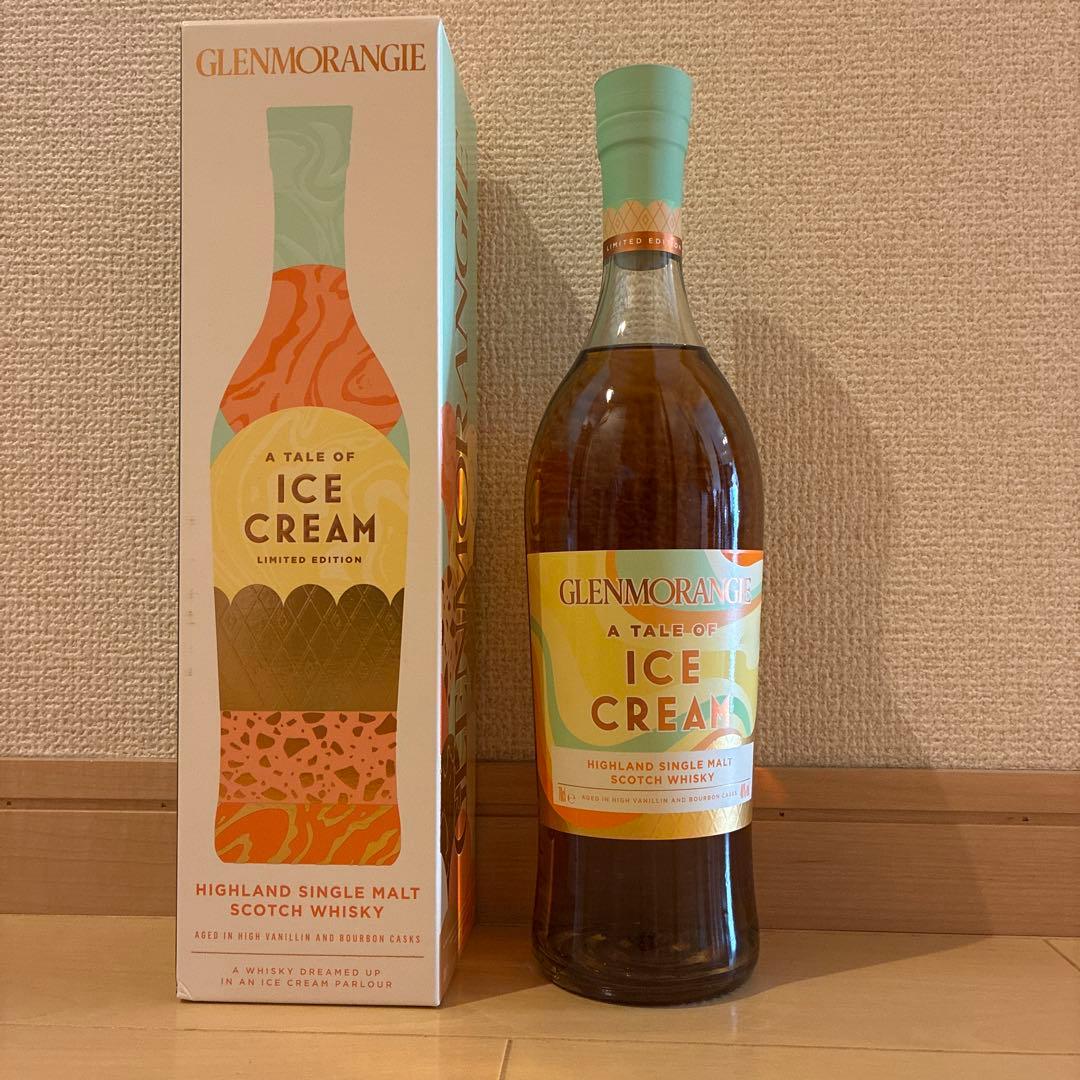 GLENMORANGIE
A TALE OF
ICE
CREAM
LIMITED EDITION
HIGHLAND SINGLE MALT
SCOTCH WHISKY
AGED IN HIGH VANILLIN AND BOURBON CASKS
A WHISKY DREAMED UP
IN AN ICE CREAM PARLOUR
GLENMORANGIE
LIMITED EDITION
GLENMORANGIE
A TALE OF
ICE
CREAM
HIGHLAND SINGLE MALT
SCOTCH WHISKY
AGED IN HIGH VANILLIN AND BOURBON CASKS